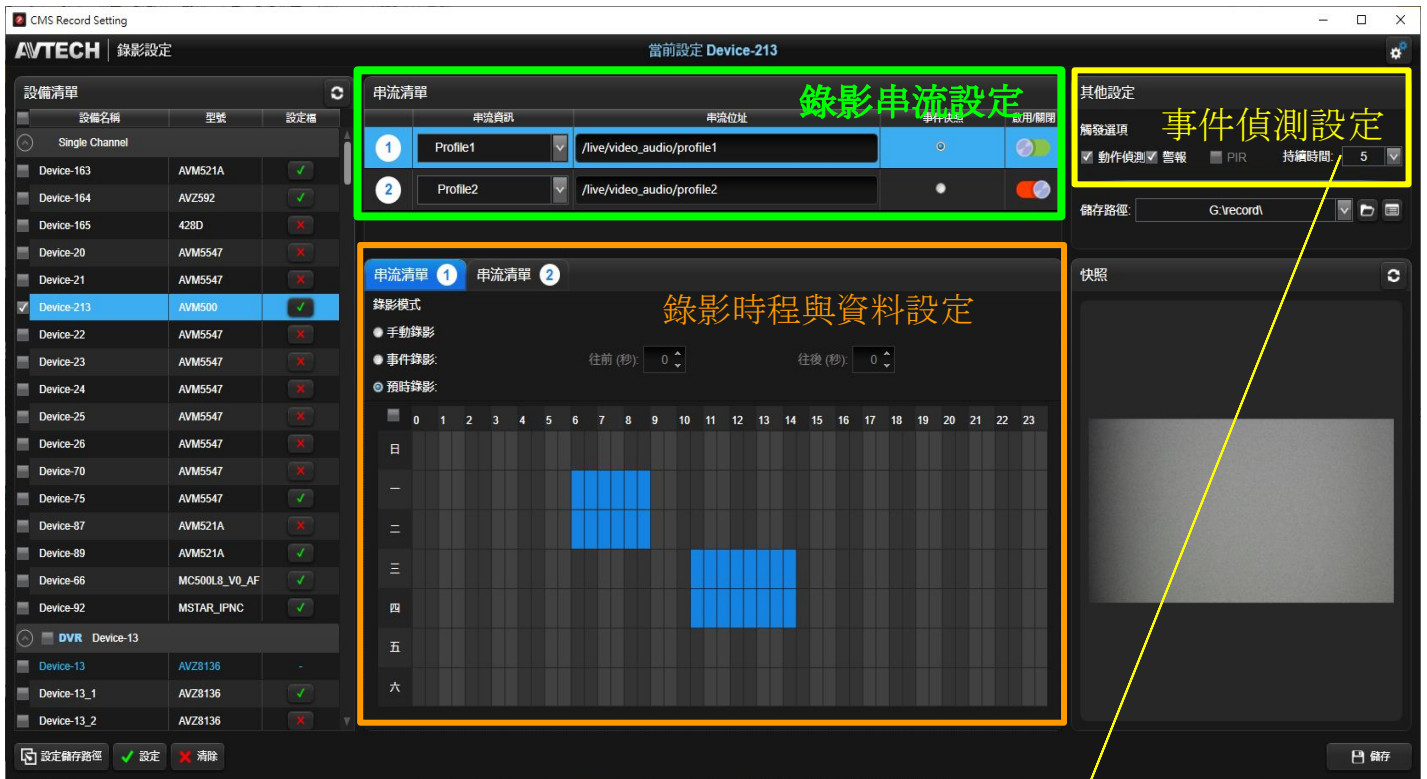 CMS Record Setting
AVTECH 錄影設定
當前設定 Device-213
設備清單
設備名稱 型號 設定檔
Single Channel
Device-163 AVM521A
Device-164 AVZ592
Device-165 428D
Device-20 AVM5547
Device-21 AVM5547
Device-213 AVM500
Device-22 AVM5547
Device-23 AVM5547
Device-24 AVM5547
Device-25 AVM5547
Device-26 AVM5547
Device-70 AVM5547
Device-75 AVM5547
Device-87 AVM521A
Device-89 AVM521A
Device-66 MC500L8_V0_AF
Device-92 MSTAR_IPNC
DVR Device-13
Device-13 AVZ8136 -
Device-13_1 AVZ8136
Device-13_2 AVZ8136
設定儲存路徑 設定 清除
串流清單
錄影串流設定
串流資訊 串流位址 事件快照 啟用/關閉
1 Profile1 /live/video_audio/profile1
2 Profile2 /live/video_audio/profile2
串流清單 1 串流清單 2
錄影時程與資料設定
錄影模式
手動錄影
事件錄影: 往前 (秒): 0 往後 (秒): 0
預時錄影:
0 1 2 3 4 5 6 7 8 9 10 11 12 13 14 15 16 17 18 19 20 21 22 23
日
一
二
三
四
五
六
其他設定
事件偵測設定
觸發選項
動作偵測 警報 PIR 持續時間: 5
儲存路徑: G:\record\
快照
儲存